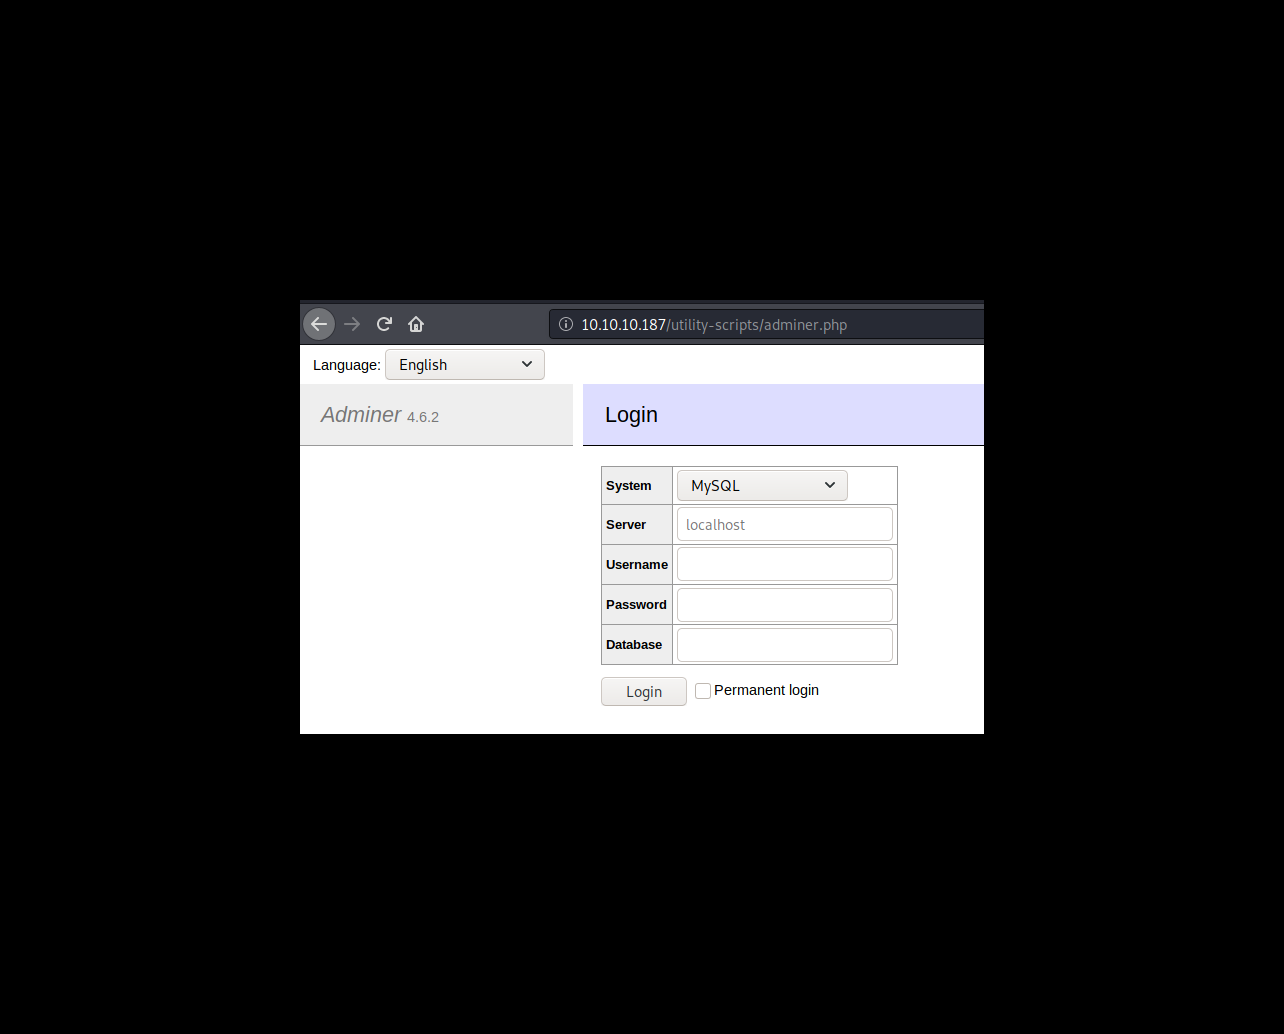 10.10.10.187/utility-scripts/adminer.php
Language: English
Adminer 4.6.2
Login
System MySQL
Server localhost
Username
Password
Database
Login Permanent login